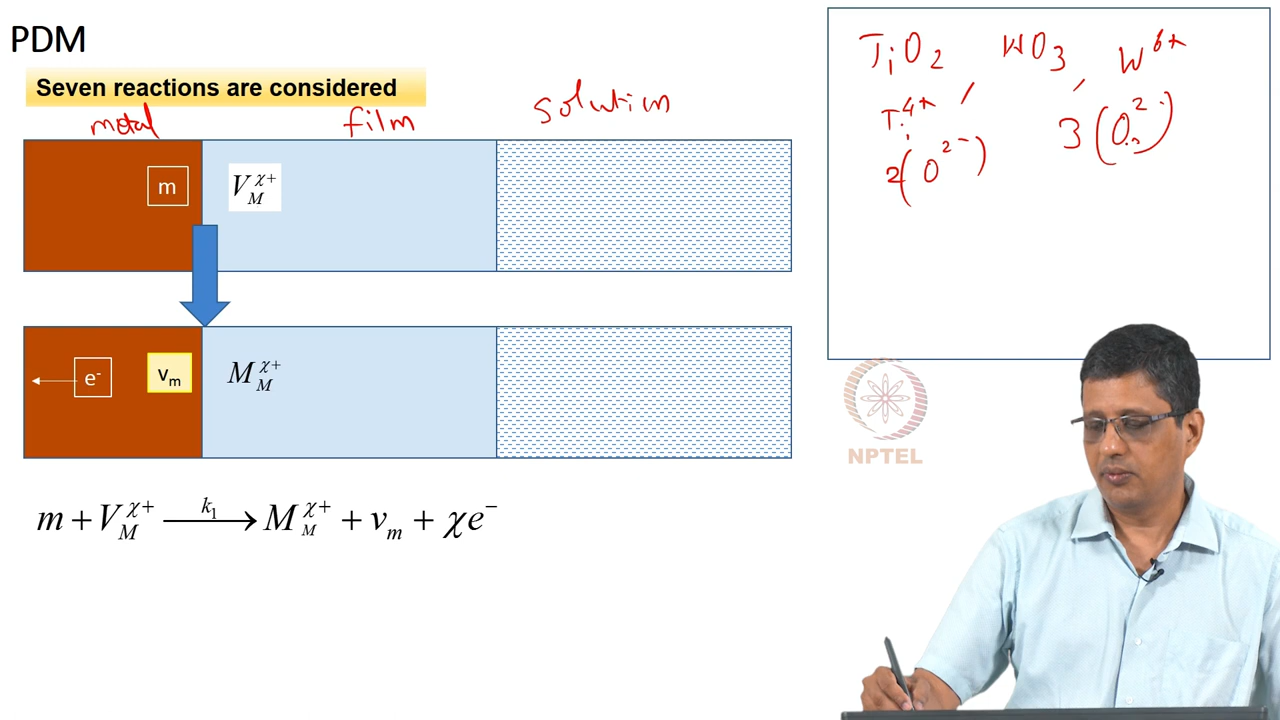 PDM
Seven reactions are considered
metal film solution
m V_M^{χ+}
e⁻ v_m M_M^{χ+}
m + V_M^{χ+} —k₁→ M_M^{χ+} + v_m + χe⁻
TiO₂ WO₃ W⁶⁺
Ti⁴⁺
2(O²⁻) 3(O²⁻)
NPTEL